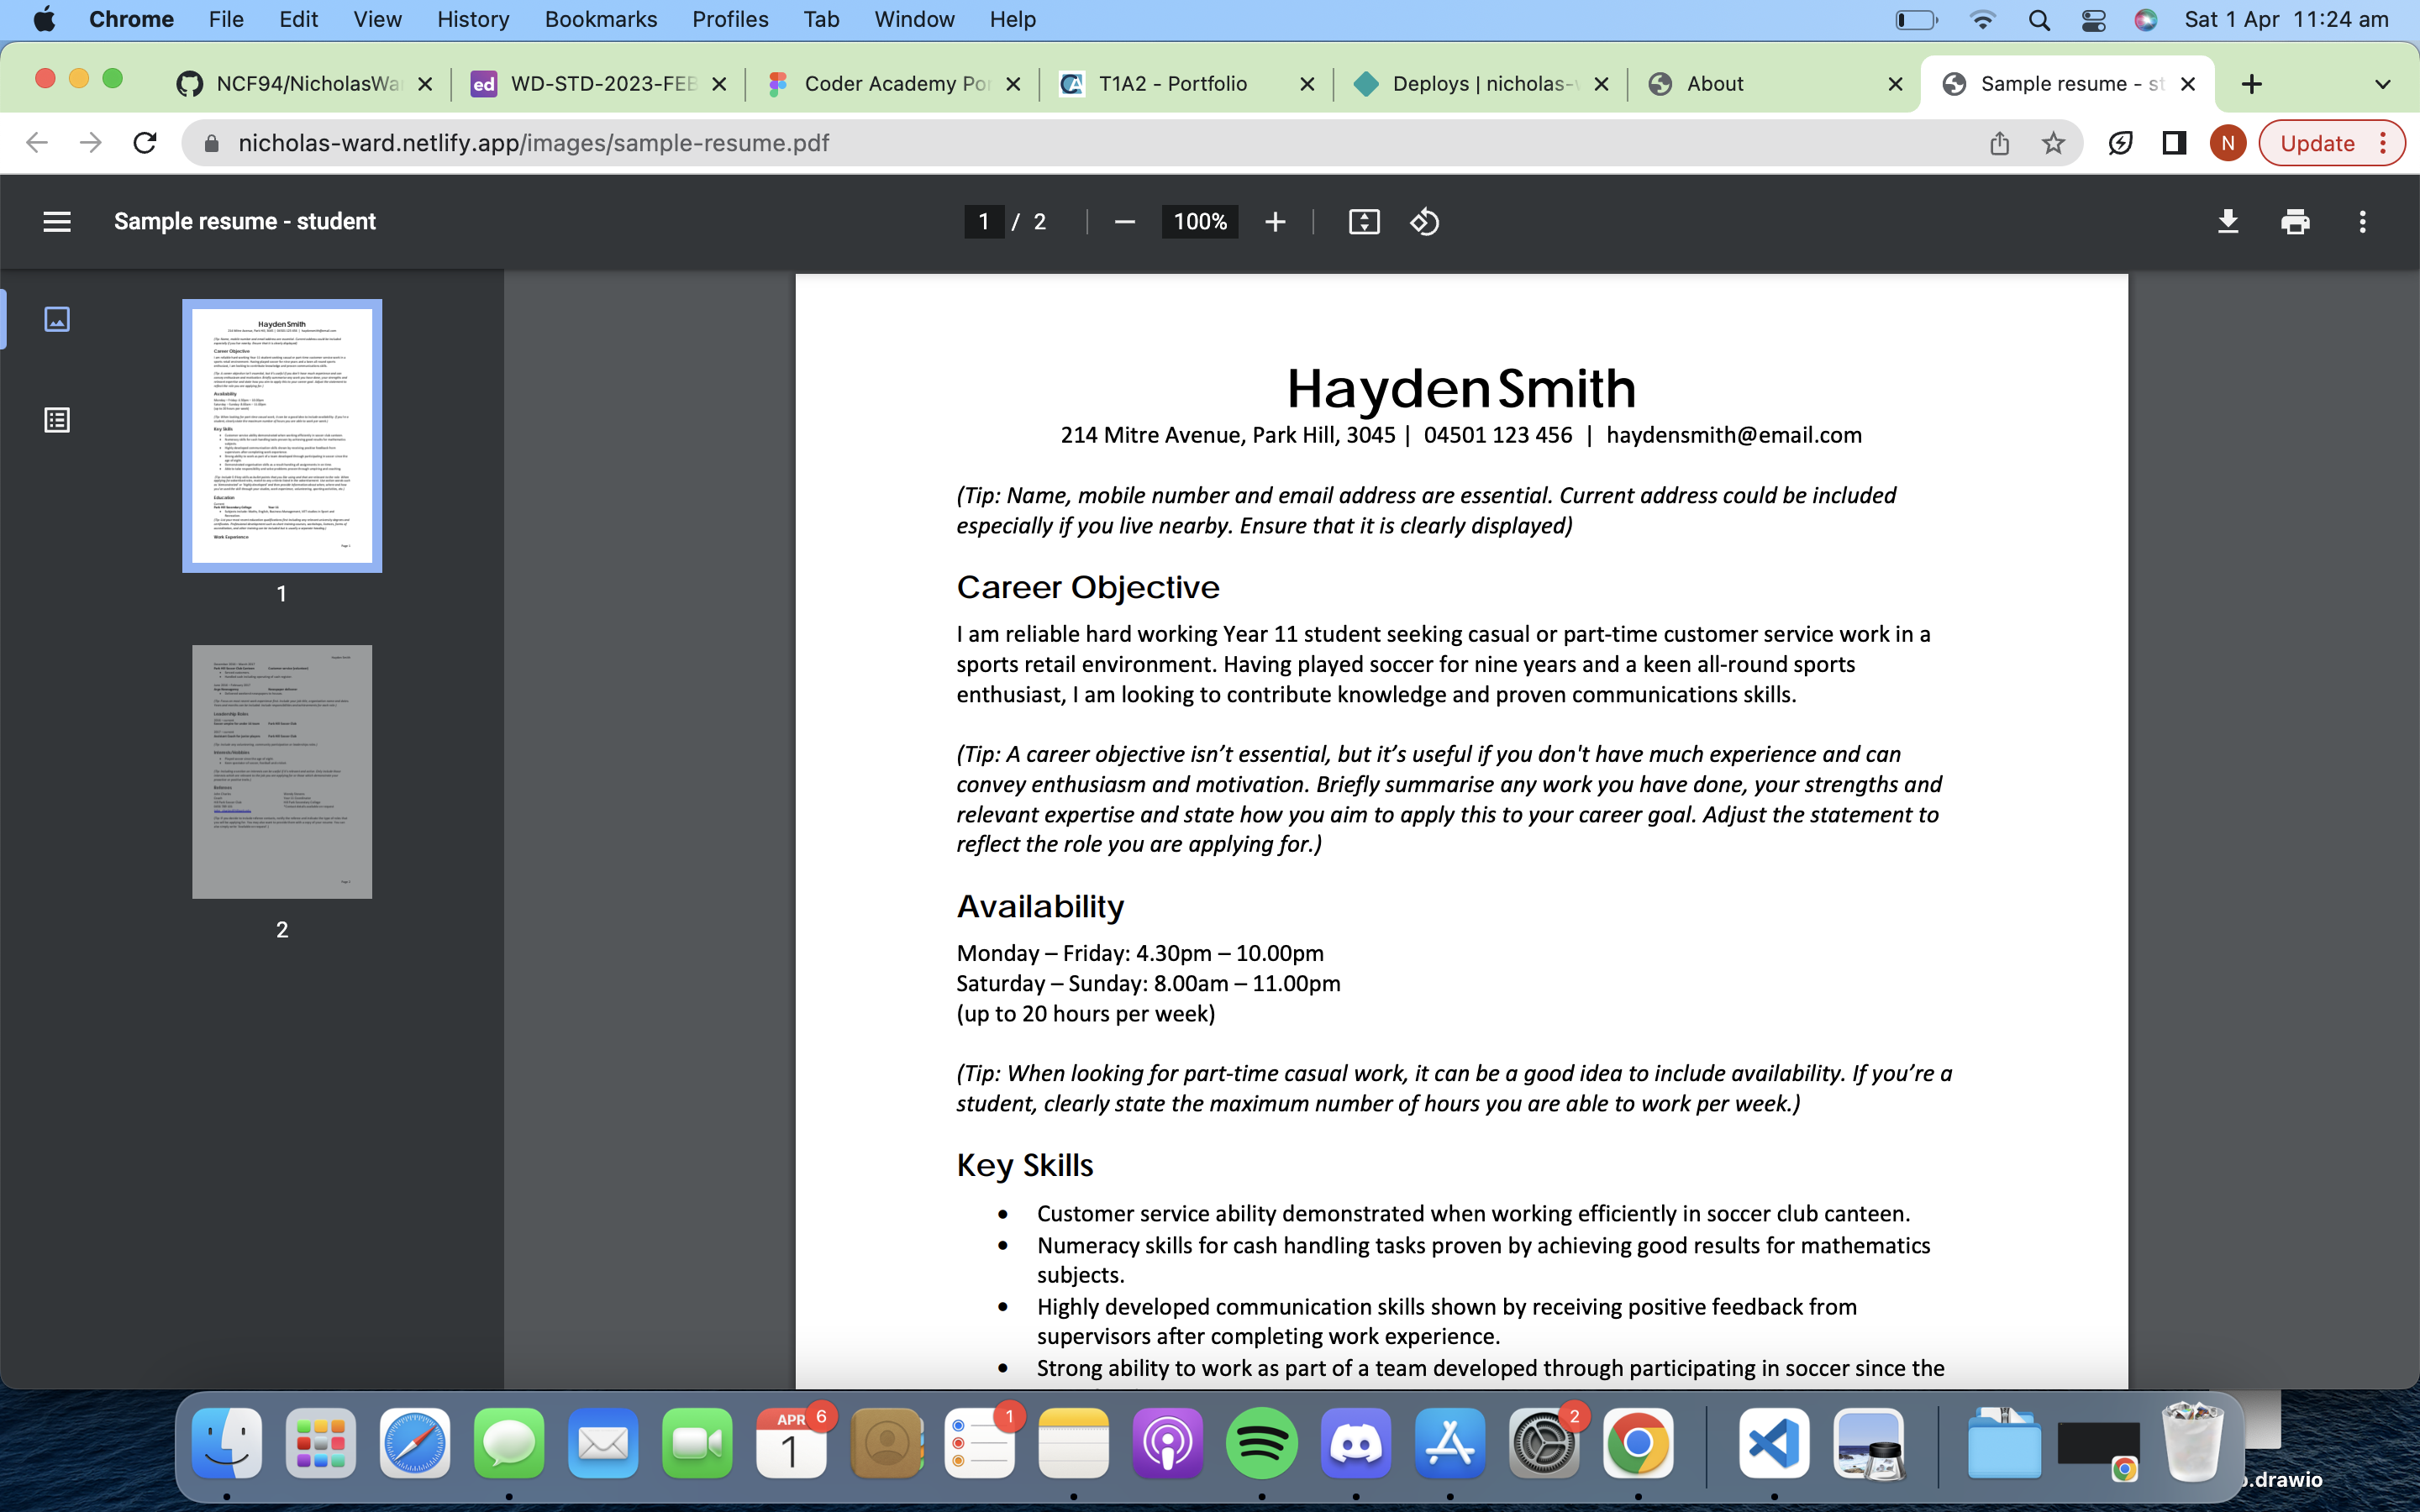 Chrome File Edit View History Bookmarks Profiles Tab Window Help Sat 1 Apr 11:24 am
NCF94/NicholasWa ed WD-STD-2023-FEB Coder Academy Por T1A2 - Portfolio Deploys | nicholas- About Sample resume - st
nicholas-ward.netlify.app/images/sample-resume.pdf N Update
Sample resume - student 1 / 2 100%
Hayden Smith
Career Objective
Availability
Key Skills
Education
Work Experience
1
2
Hayden Smith
214 Mitre Avenue, Park Hill, 3045 | 04501 123 456 | haydensmith@email.com
(Tip: Name, mobile number and email address are essential. Current address could be included
especially if you live nearby. Ensure that it is clearly displayed)
Career Objective
I am reliable hard working Year 11 student seeking casual or part-time customer service work in a
sports retail environment. Having played soccer for nine years and a keen all-round sports
enthusiast, I am looking to contribute knowledge and proven communications skills.
(Tip: A career objective isn’t essential, but it’s useful if you don't have much experience and can
convey enthusiasm and motivation. Briefly summarise any work you have done, your strengths and
relevant expertise and state how you aim to apply this to your career goal. Adjust the statement to
reflect the role you are applying for.)
Availability
Monday – Friday: 4.30pm – 10.00pm
Saturday – Sunday: 8.00am – 11.00pm
(up to 20 hours per week)
(Tip: When looking for part-time casual work, it can be a good idea to include availability. If you’re a
student, clearly state the maximum number of hours you are able to work per week.)
Key Skills
• Customer service ability demonstrated when working efficiently in soccer club canteen.
• Numeracy skills for cash handling tasks proven by achieving good results for mathematics
subjects.
• Highly developed communication skills shown by receiving positive feedback from
supervisors after completing work experience.
• Strong ability to work as part of a team developed through participating in soccer since the
APR 6 1 1 2
.drawio